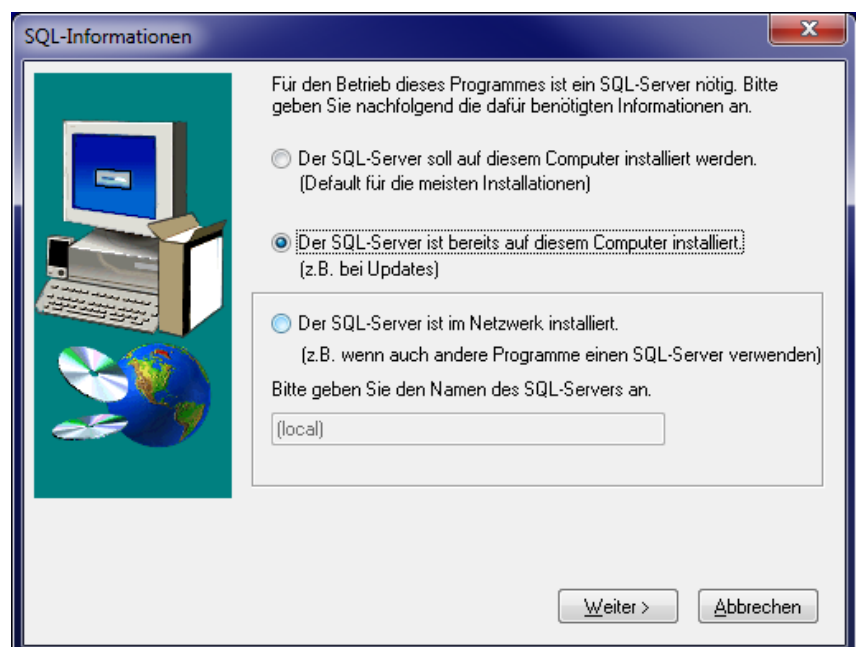 SQL-Informationen
Für den Betrieb dieses Programmes ist ein SQL-Server nötig. Bitte
geben Sie nachfolgend die dafür benötigten Informationen an.
Der SQL-Server soll auf diesem Computer installiert werden.
(Default für die meisten Installationen)
Der SQL-Server ist bereits auf diesem Computer installiert.
(z.B. bei Updates)
Der SQL-Server ist im Netzwerk installiert.
(z.B. wenn auch andere Programme einen SQL-Server verwenden)
Bitte geben Sie den Namen des SQL-Servers an.
(local)
Weiter >
Abbrechen